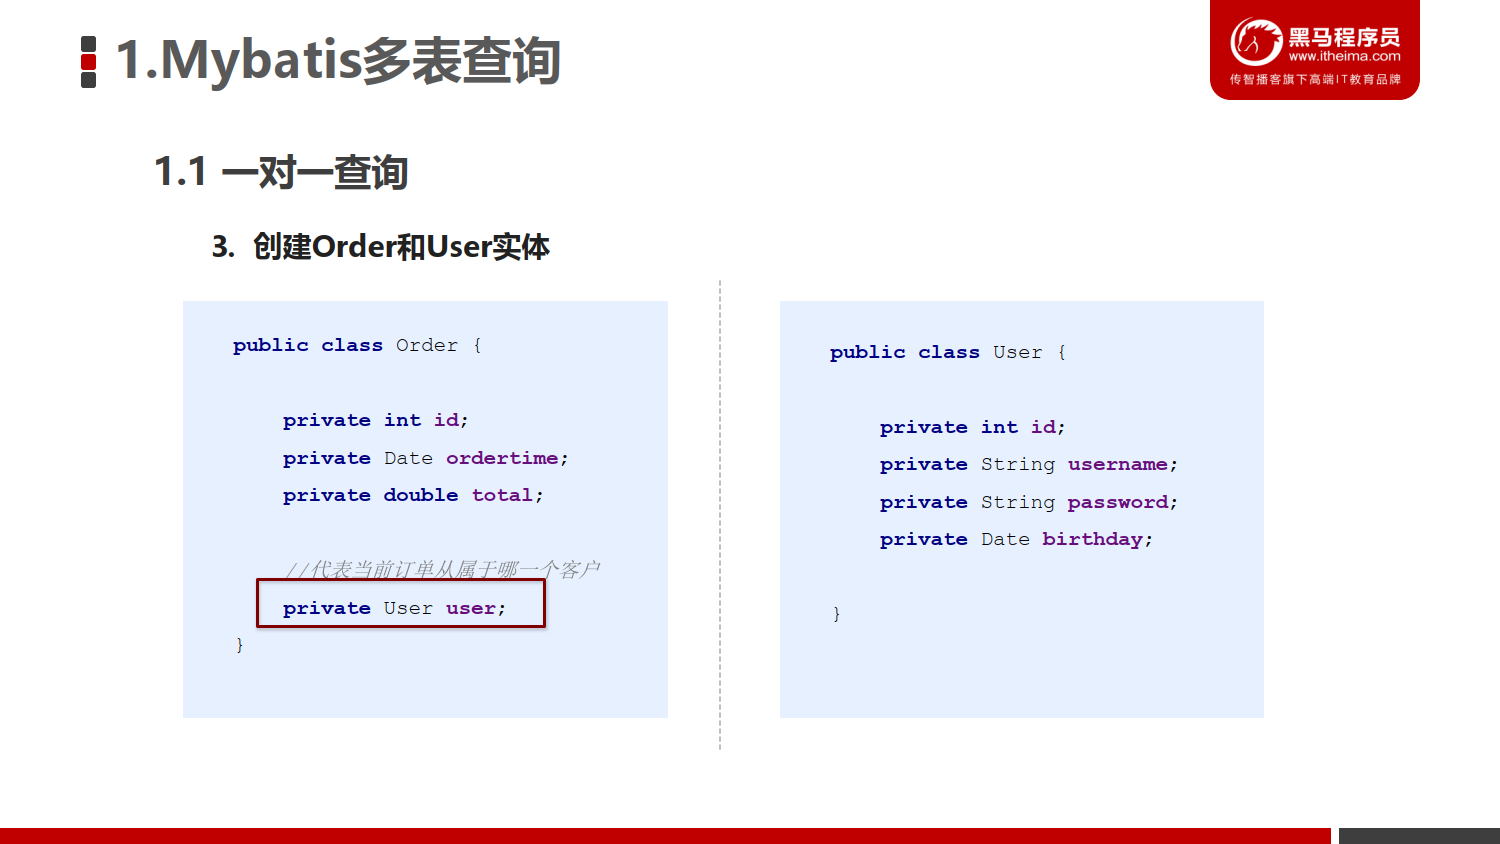 1.Mybatis多表查询
黑马程序员
www.itheima.com
传智播客旗下高端IT教育品牌
1.1 一对一查询
3. 创建Order和User实体
public class Order {
private int id;
private Date ordertime;
private double total;
//代表当前订单从属于哪一个客户
private User user;
}
public class User {
private int id;
private String username;
private String password;
private Date birthday;
}